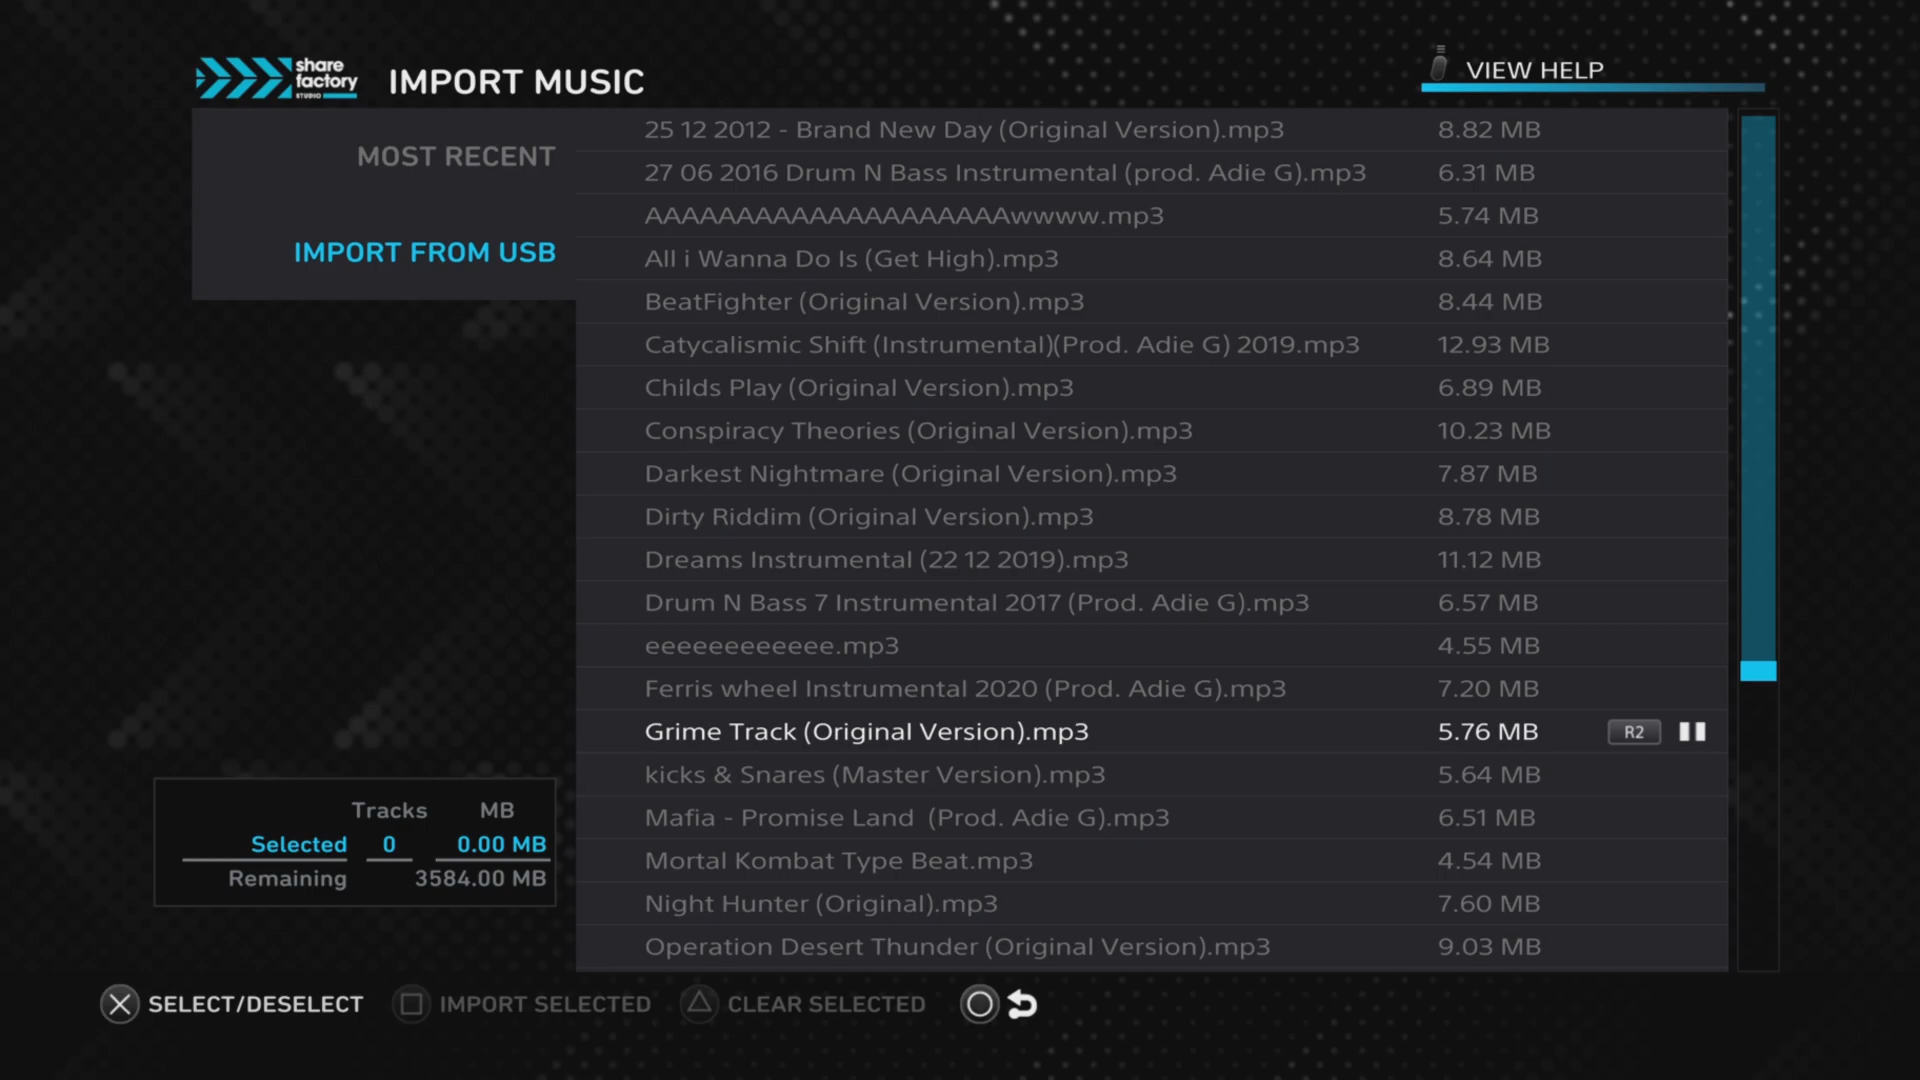 share
factory
STUDIO
IMPORT MUSIC
VIEW HELP
MOST RECENT
IMPORT FROM USB
25 12 2012 - Brand New Day (Original Version).mp3 8.82 MB
27 06 2016 Drum N Bass Instrumental (prod. Adie G).mp3 6.31 MB
AAAAAAAAAAAAAAAAAAAAwwww.mp3 5.74 MB
All i Wanna Do Is (Get High).mp3 8.64 MB
BeatFighter (Original Version).mp3 8.44 MB
Catycalismic Shift (Instrumental)(Prod. Adie G) 2019.mp3 12.93 MB
Childs Play (Original Version).mp3 6.89 MB
Conspiracy Theories (Original Version).mp3 10.23 MB
Darkest Nightmare (Original Version).mp3 7.87 MB
Dirty Riddim (Original Version).mp3 8.78 MB
Dreams Instrumental (22 12 2019).mp3 11.12 MB
Drum N Bass 7 Instrumental 2017 (Prod. Adie G).mp3 6.57 MB
eeeeeeeeeeee.mp3 4.55 MB
Ferris wheel Instrumental 2020 (Prod. Adie G).mp3 7.20 MB
Grime Track (Original Version).mp3 5.76 MB R2
kicks & Snares (Master Version).mp3 5.64 MB
Mafia - Promise Land  (Prod. Adie G).mp3 6.51 MB
Mortal Kombat Type Beat.mp3 4.54 MB
Night Hunter (Original).mp3 7.60 MB
Operation Desert Thunder (Original Version).mp3 9.03 MB
Tracks MB
Selected 0 0.00 MB
Remaining 3584.00 MB
SELECT/DESELECT IMPORT SELECTED CLEAR SELECTED